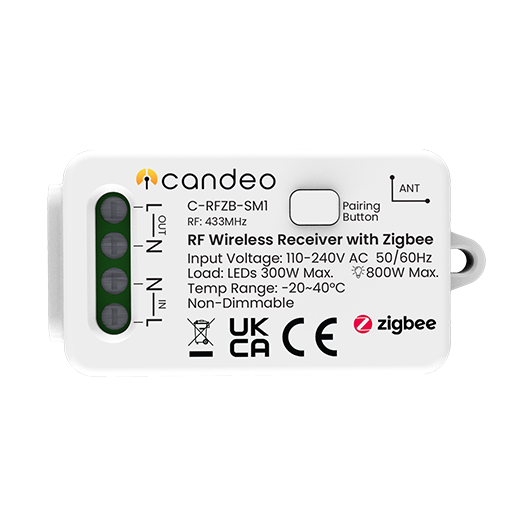 candeo
C-RFZB-SM1
RF: 433MHz
Pairing
Button
ANT
RF Wireless Receiver with Zigbee
Input Voltage: 110-240V AC 50/60Hz
Load: LEDs 300W Max. 800W Max.
Temp Range: -20~40°C
Non-Dimmable
L
OUT
N
N
IN
L
UK
CA
CE
zigbee